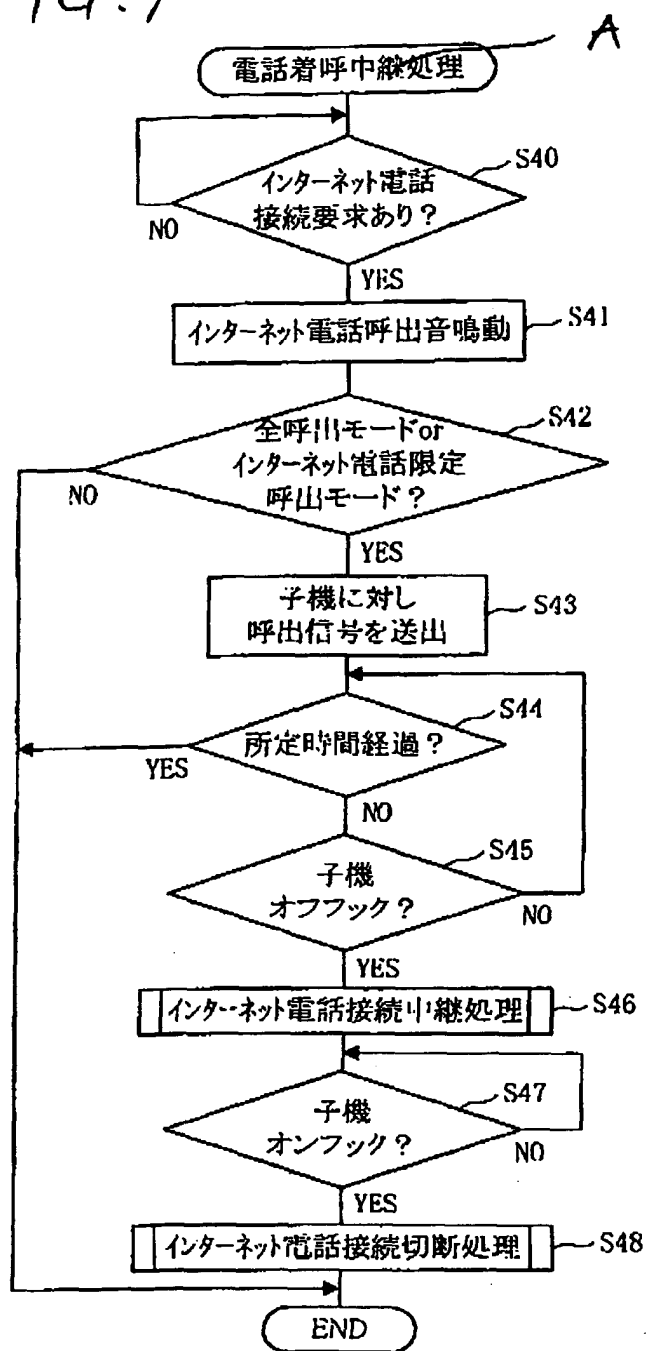 A
電話着呼中継処理
S40
インターネット電話
接続要求あり?
NO
YES
インターネット電話呼出音鳴動
S41
S42
全呼出モードor
インターネット電話限定
呼出モード?
NO
YES
子機に対し
呼出信号を送出
S43
S44
所定時間経過?
YES
NO
S45
子機
オフフック?
NO
YES
インターネット電話接続中継処理
S46
S47
子機
オンフック?
NO
YES
インターネット電話接続切断処理
S48
END